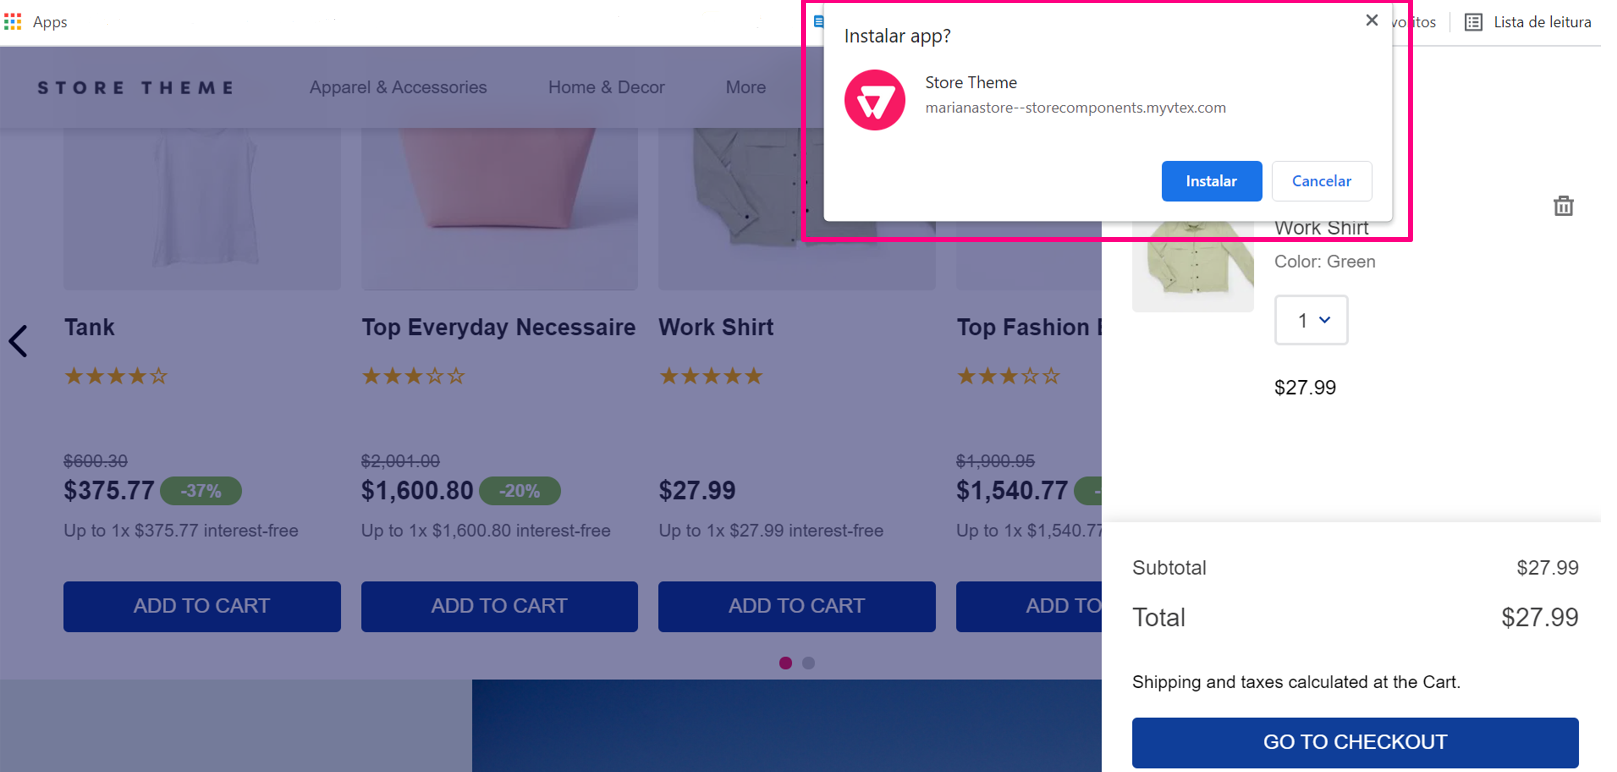 Apps
voritos
Lista de leitura
Instalar app?
Store Theme
marianastore--storecomponents.myvtex.com
Instalar
Cancelar
STORE THEME
Apparel & Accessories
Home & Decor
More
Tank
$600.30
$375.77
-37%
Up to 1x $375.77 interest-free
ADD TO CART
Top Everyday Necessaire
$2,001.00
$1,600.80
-20%
Up to 1x $1,600.80 interest-free
ADD TO CART
Work Shirt
$27.99
Up to 1x $27.99 interest-free
ADD TO CART
Top Fashion
$1,900.95
$1,540.77
-
Up to 1x $1,540.77
ADD TO
Work Shirt
Color: Green
1
$27.99
Subtotal
$27.99
Total
$27.99
Shipping and taxes calculated at the Cart.
GO TO CHECKOUT